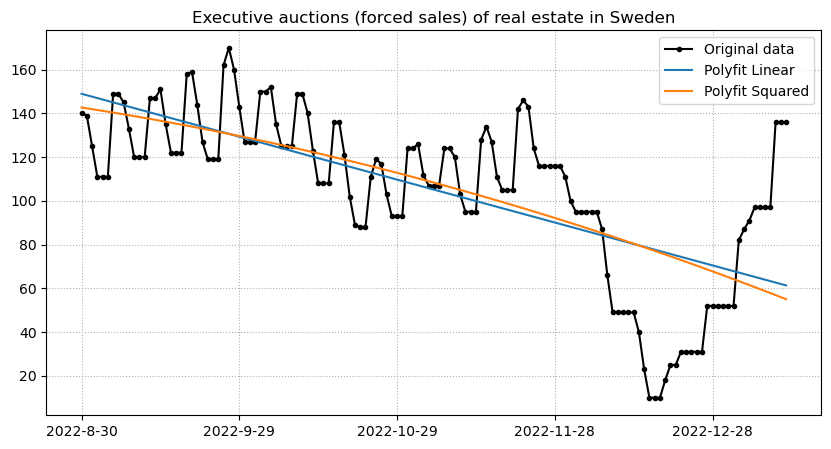 Executive auctions (forced sales) of real estate in Sweden
Original data
Polyfit Linear
Polyfit Squared
160
140
120
100
80
60
40
20
2022-8-30 2022-9-29 2022-10-29 2022-11-28 2022-12-28